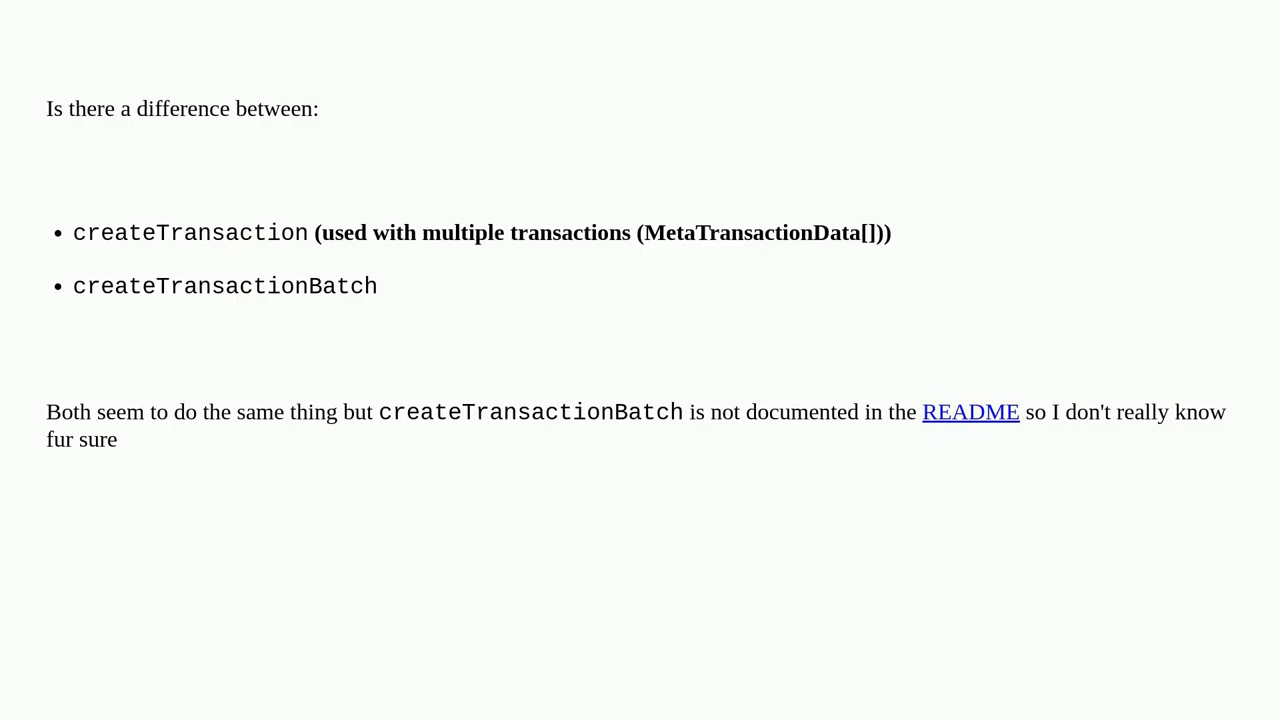 Is there a difference between:
• createTransaction (used with multiple transactions (MetaTransactionData[]))
• createTransactionBatch
Both seem to do the same thing but createTransactionBatch is not documented in the README so I don't really know
fur sure